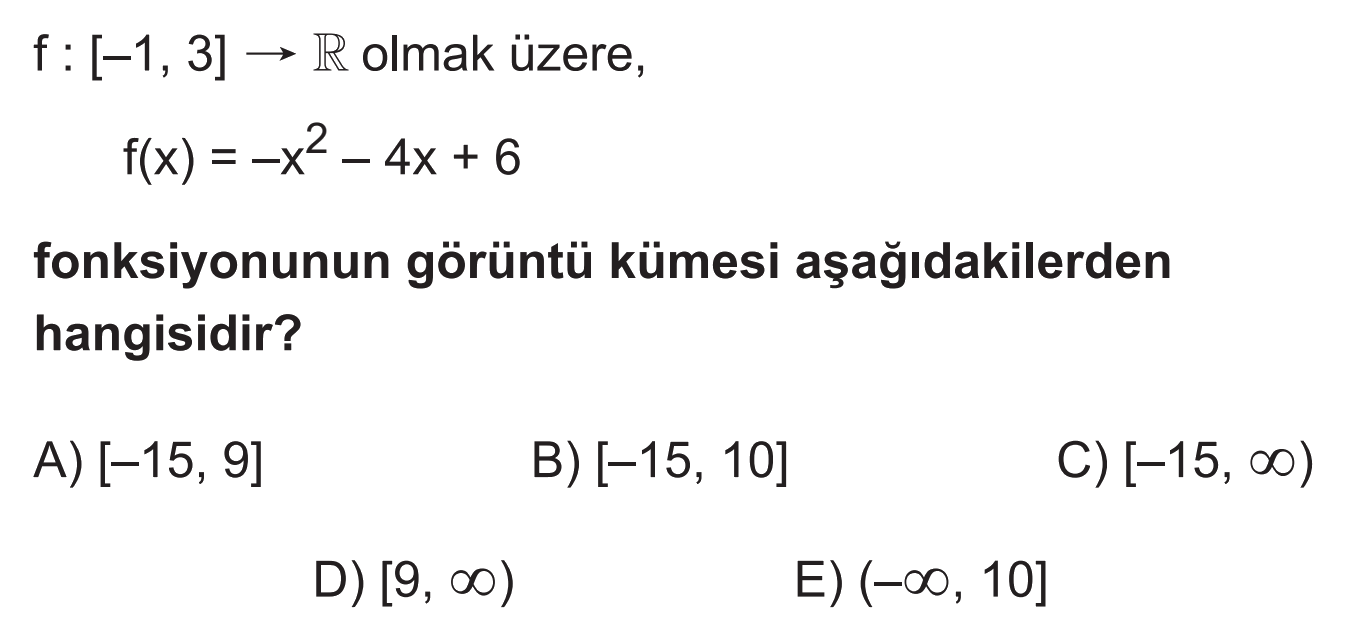 f : [–1, 3] → ℝ olmak üzere,
f(x) = –x² – 4x + 6
fonksiyonunun görüntü kümesi aşağıdakilerden
hangisidir?
A) [–15, 9] B) [–15, 10] C) [–15, ∞)
D) [9, ∞) E) (–∞, 10]